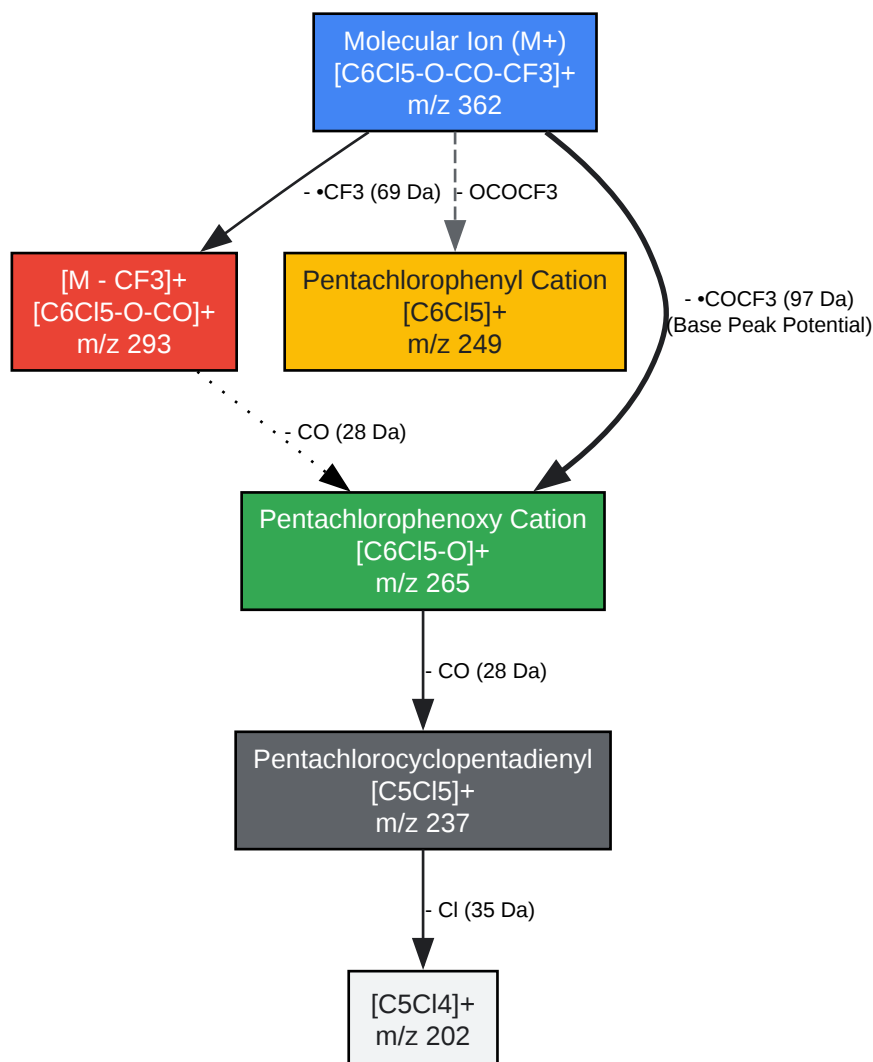 Molecular Ion (M+)
[C6Cl5-O-CO-CF3]+
m/z 362
- •CF3 (69 Da)
- OCOCF3
- •COCF3 (97 Da)
(Base Peak Potential)
[M - CF3]+
[C6Cl5-O-CO]+
m/z 293
Pentachlorophenyl Cation
[C6Cl5]+
m/z 249
- CO (28 Da)
Pentachlorophenoxy Cation
[C6Cl5-O]+
m/z 265
- CO (28 Da)
Pentachlorocyclopentadienyl
[C5Cl5]+
m/z 237
- Cl (35 Da)
[C5Cl4]+
m/z 202